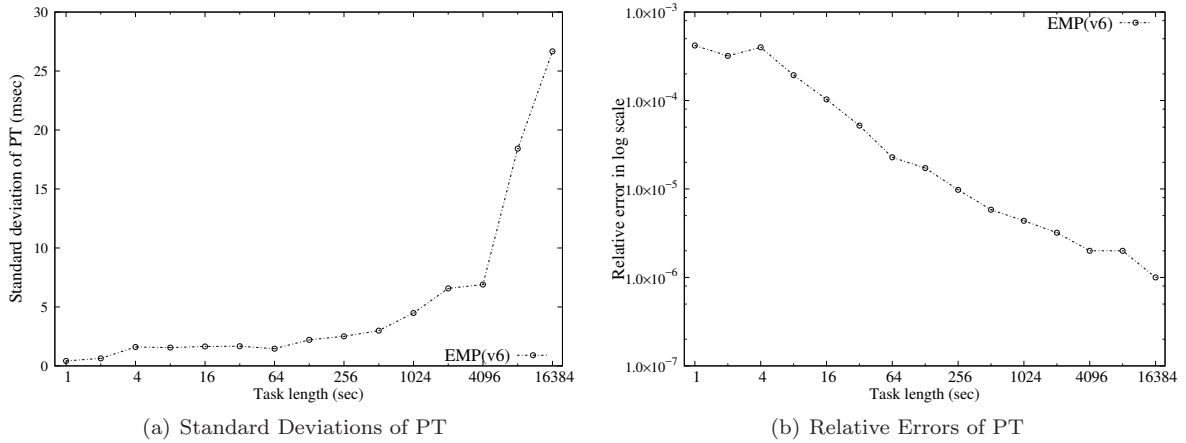 30
25
20
15
10
5
0
Standard deviation of PT (msec)
EMP(v6)
1 4 16 64 256 1024 4096 16384
Task length (sec)
(a) Standard Deviations of PT
1.0×10⁻³
1.0×10⁻⁴
1.0×10⁻⁵
1.0×10⁻⁶
1.0×10⁻⁷
Relative error in log scale
EMP(v6)
1 4 16 64 256 1024 4096 16384
Task length (sec)
(b) Relative Errors of PT